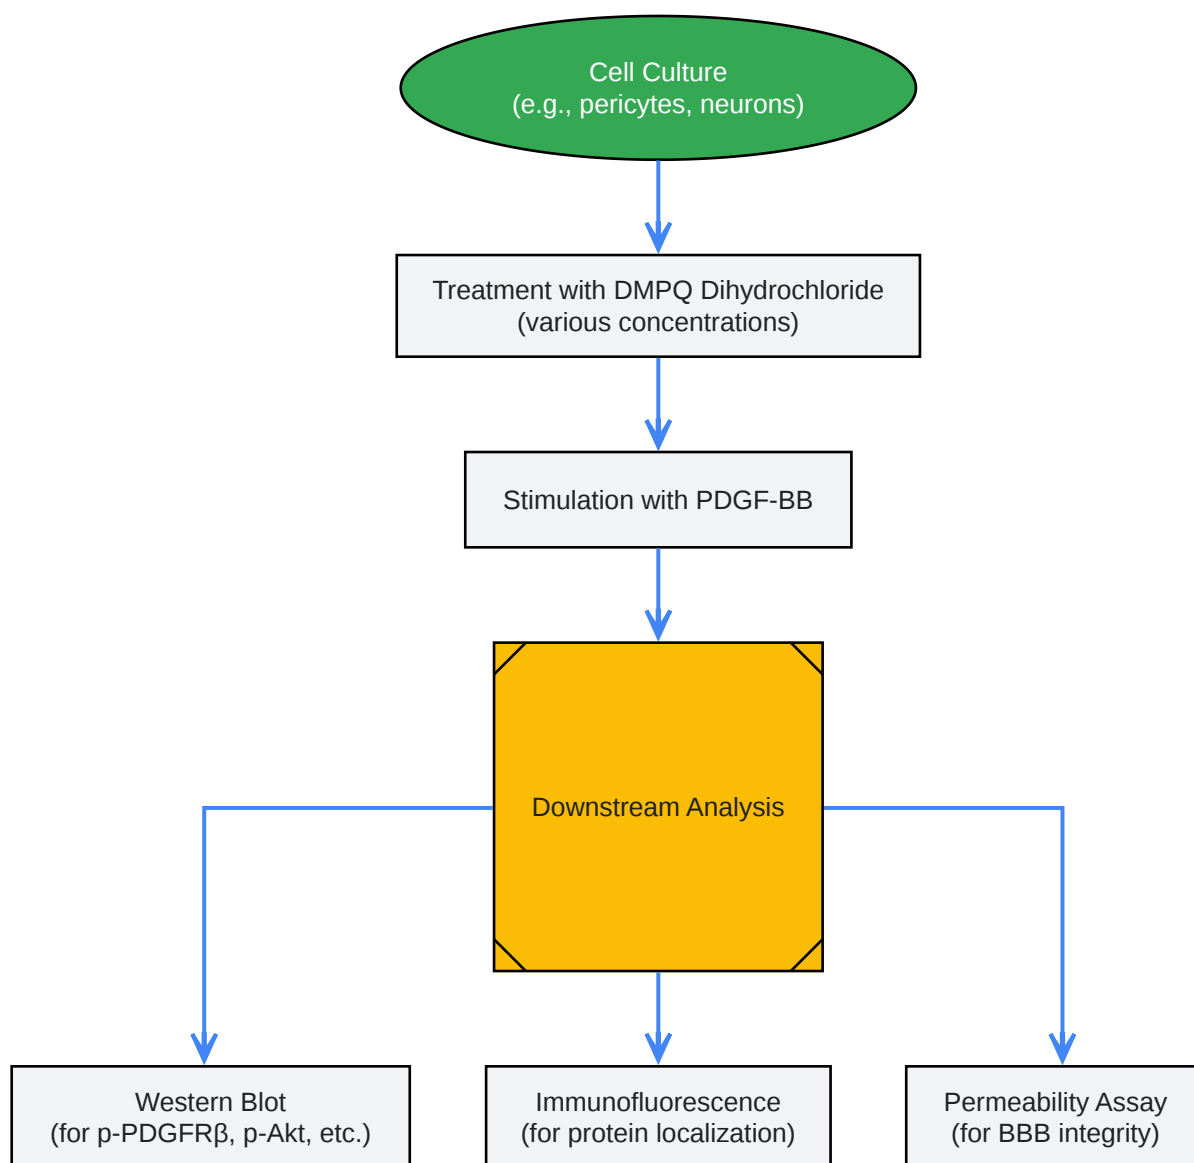 Cell Culture
(e.g., pericytes, neurons)
Treatment with DMPQ Dihydrochloride
(various concentrations)
Stimulation with PDGF-BB
Downstream Analysis
Western Blot
(for p-PDGFRβ, p-Akt, etc.)
Immunofluorescence
(for protein localization)
Permeability Assay
(for BBB integrity)